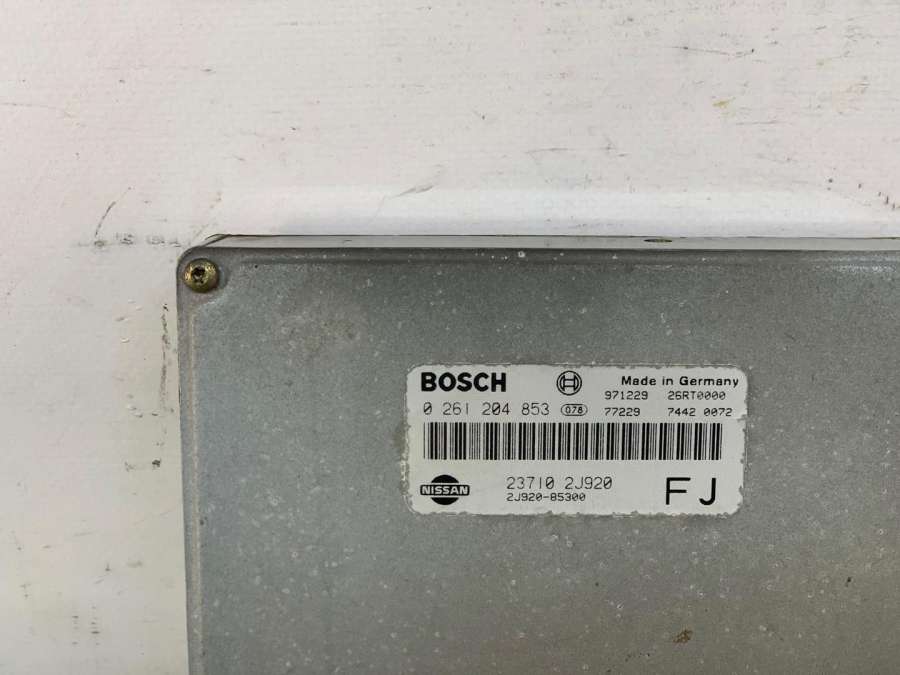 BOSCH Made in Germany
971229 26RT0000
0 261 204 853 078 77229 7442 0072
NISSAN 23710 2J920 FJ
2J920-85300